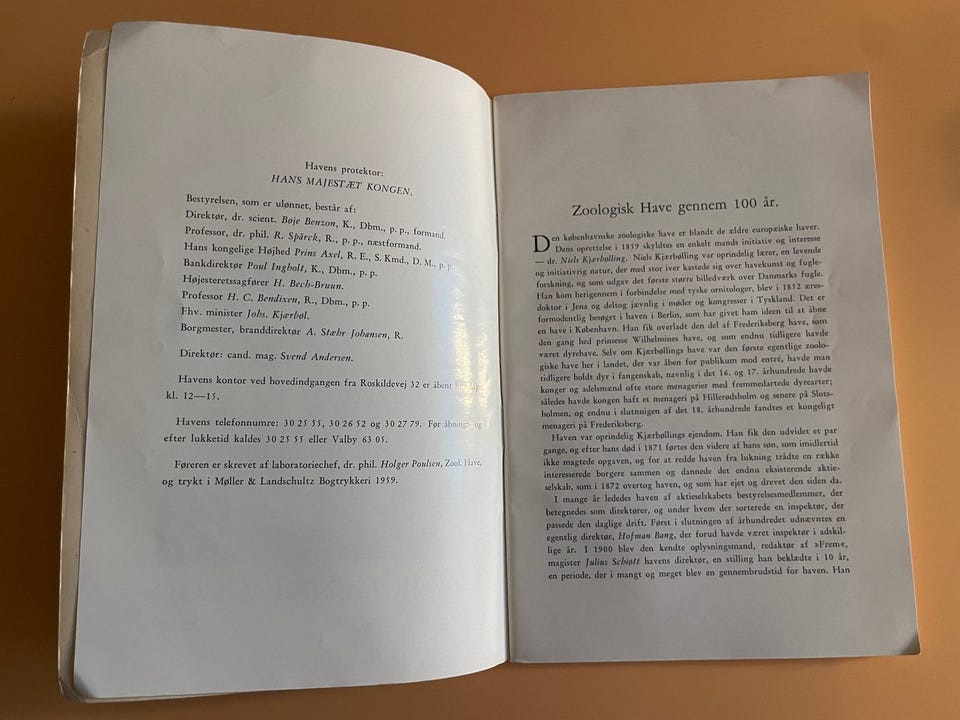 Havens protektor:
HANS MAJESTÆT KONGEN.
Bestyrelsen, som er ulønnet, består af:
Direktør, dr. scient. Bøje Benzon, K., Dbm., p. p., formand.
Professor, dr. phil. R. Spärck, R., p. p., næstformand.
Hans kongelige Højhed Prins Axel, R. E., S. Kmd., D. M., p. p.
Bankdirektør Poul Ingholt, K., Dbm., p. p.
Højesteretssagfører H. Bech-Bruun.
Professor H. C. Bendixen, R., Dbm., p. p.
Fhv. minister Johs. Kjærbøl.
Borgmester, branddirektør A. Stæhr Johansen, R.
Direktør: cand. mag. Svend Andersen.
Havens kontor ved hovedindgangen fra Roskildevej 32 er åbent
kl. 12—15.
Havens telefonnumre: 30 25 55, 30 26 52 og 30 27 79. Før åbnings- og
efter lukketid kaldes 30 25 55 eller Valby 63 05.
Føreren er skrevet af laboratoriechef, dr. phil. Holger Poulsen, Zool. Have,
og trykt i Møller & Landschultz Bogtrykkeri 1959.
Zoologisk Have gennem 100 år.
Den københavnske zoologiske have er blandt de ældre europæiske haver.
Dens oprettelse i 1859 skyldtes en enkelt mands initiativ og interesse
— dr. Niels Kjærbølling. Niels Kjærbølling var oprindelig lærer, en levende
og initiativrig natur, der med stor iver kastede sig over havekunst og fugle-
forskning, og som udgav det første større billedværk over Danmarks fugle.
Han kom herigennem i forbindelse med tyske ornitologer, blev i 1852 æres-
doktor i Jena og deltog jævnlig i møder og kongresser i Tyskland. Det er
formodentlig besøget i haven i Berlin, som har givet ham ideen til at åbne
en have i København. Han fik overladt den del af Frederiksberg have, som
den gang hed prinsesse Wilhelmines have, og som endnu tidligere havde
været dyrehave. Selv om Kjærbøllings have var den første egentlige zoolo-
giske have her i landet, der var åben for publikum mod entré, havde man
tidligere holdt dyr i fangenskab, navnlig i det 16. og 17. århundrede havde
konger og adelsmænd ofte store menagerier med fremmedartede dyrearter;
således havde kongen haft et menageri på Hillerødsholm og senere på Slots-
holmen, og endnu i slutnnigen af det 18. århundrede fandtes et kongeligt
menageri på Frederiksberg.
Haven var oprindelig Kjærbøllings ejendom. Han fik den udvidet et par
gange, og efter hans død i 1871 førtes den videre af hans søn, som imidlertid
ikke magtede opgaven, og for at redde haven fra lukning trådte en række
interesserede borgere sammen og dannede det endnu eksisterende aktie-
selskab, som i 1872 overtog haven, og som har ejet og drevet den siden da.
I mange år lededes haven af aktieselskabets bestyrelsesmedlemmer, der
betegnedes som direktører, og under hvem der sorterede en inspektør, der
passede den daglige drift. Først i slutningen af århundredet udnævntes en
egentlig direktør, Hofman Bang, der forud havde været inspektør i adskil-
lige år. I 1900 blev den kendte oplysningsmand, redaktør af »Frem«,
magister Julius Schiøtt havens direktør, en stilling han beklædte i 10 år,
en periode, der i mangt og meget blev en gennembrudstid for haven. Han